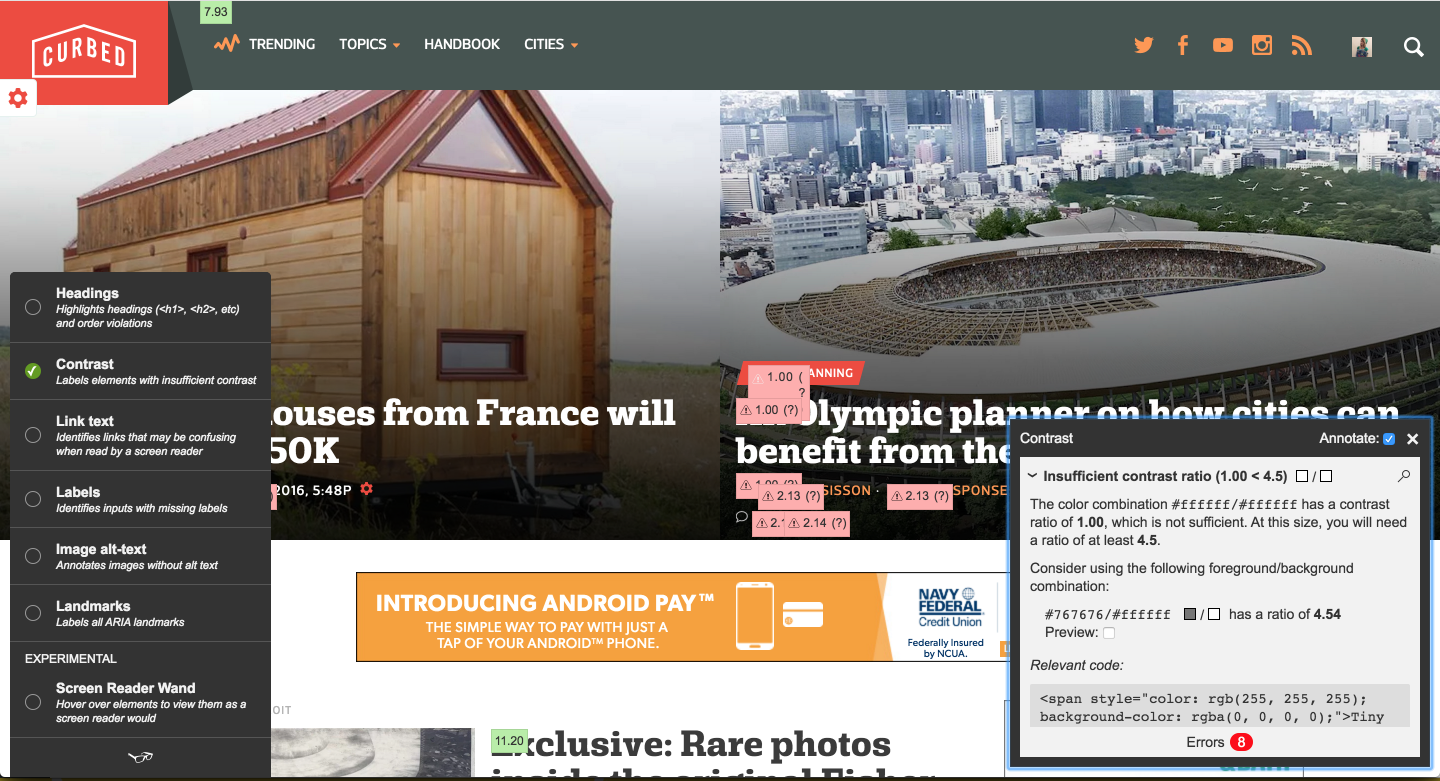 7.93
CURBED
TRENDING TOPICS HANDBOOK CITIES
ANNING
1.00 (
?
1.00 (?)
Olympic planner on how cities can
benefit from the
ouses from France will
50K
2016, 5:48P
SISSON ·
2.13 (?)
2.13 (?)
SPONSE
2.14 (?)
Headings
Highlights headings (<h1>, <h2>, etc)
and order violations
Contrast
Labels elements with insufficient contrast
Link text
Identifies links that may be confusing
when read by a screen reader
Labels
Identifies inputs with missing labels
Image alt-text
Annotates images without alt text
Landmarks
Labels all ARIA landmarks
EXPERIMENTAL
Screen Reader Wand
Hover over elements to view them as a
screen reader would
Contrast
Annotate:
Insufficient contrast ratio (1.00 < 4.5) /
The color combination #ffffff/#ffffff has a contrast
ratio of 1.00, which is not sufficient. At this size, you will need
a ratio of at least 4.5.
Consider using the following foreground/background
combination:
#767676/#ffffff / has a ratio of 4.54
Preview:
Relevant code:
<span style="color: rgb(255, 255, 255);
background-color: rgba(0, 0, 0, 0);">Tiny
Errors 8
INTRODUCING ANDROID PAY™
THE SIMPLE WAY TO PAY WITH JUST A
TAP OF YOUR ANDROID™ PHONE.
NAVY
FEDERAL
Credit Union
Federally Insured
by NCUA.
OIT
11.20
xclusive: Rare photos
inside the original Fisher